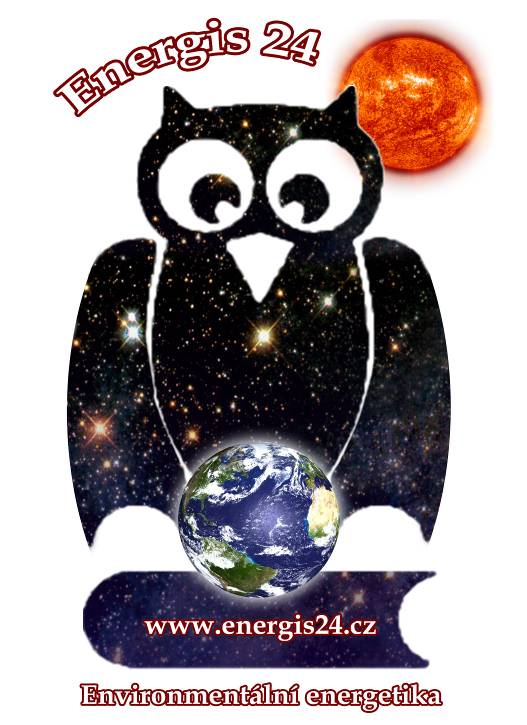 Energis 24
www.energis24.cz
Environmentální energetika